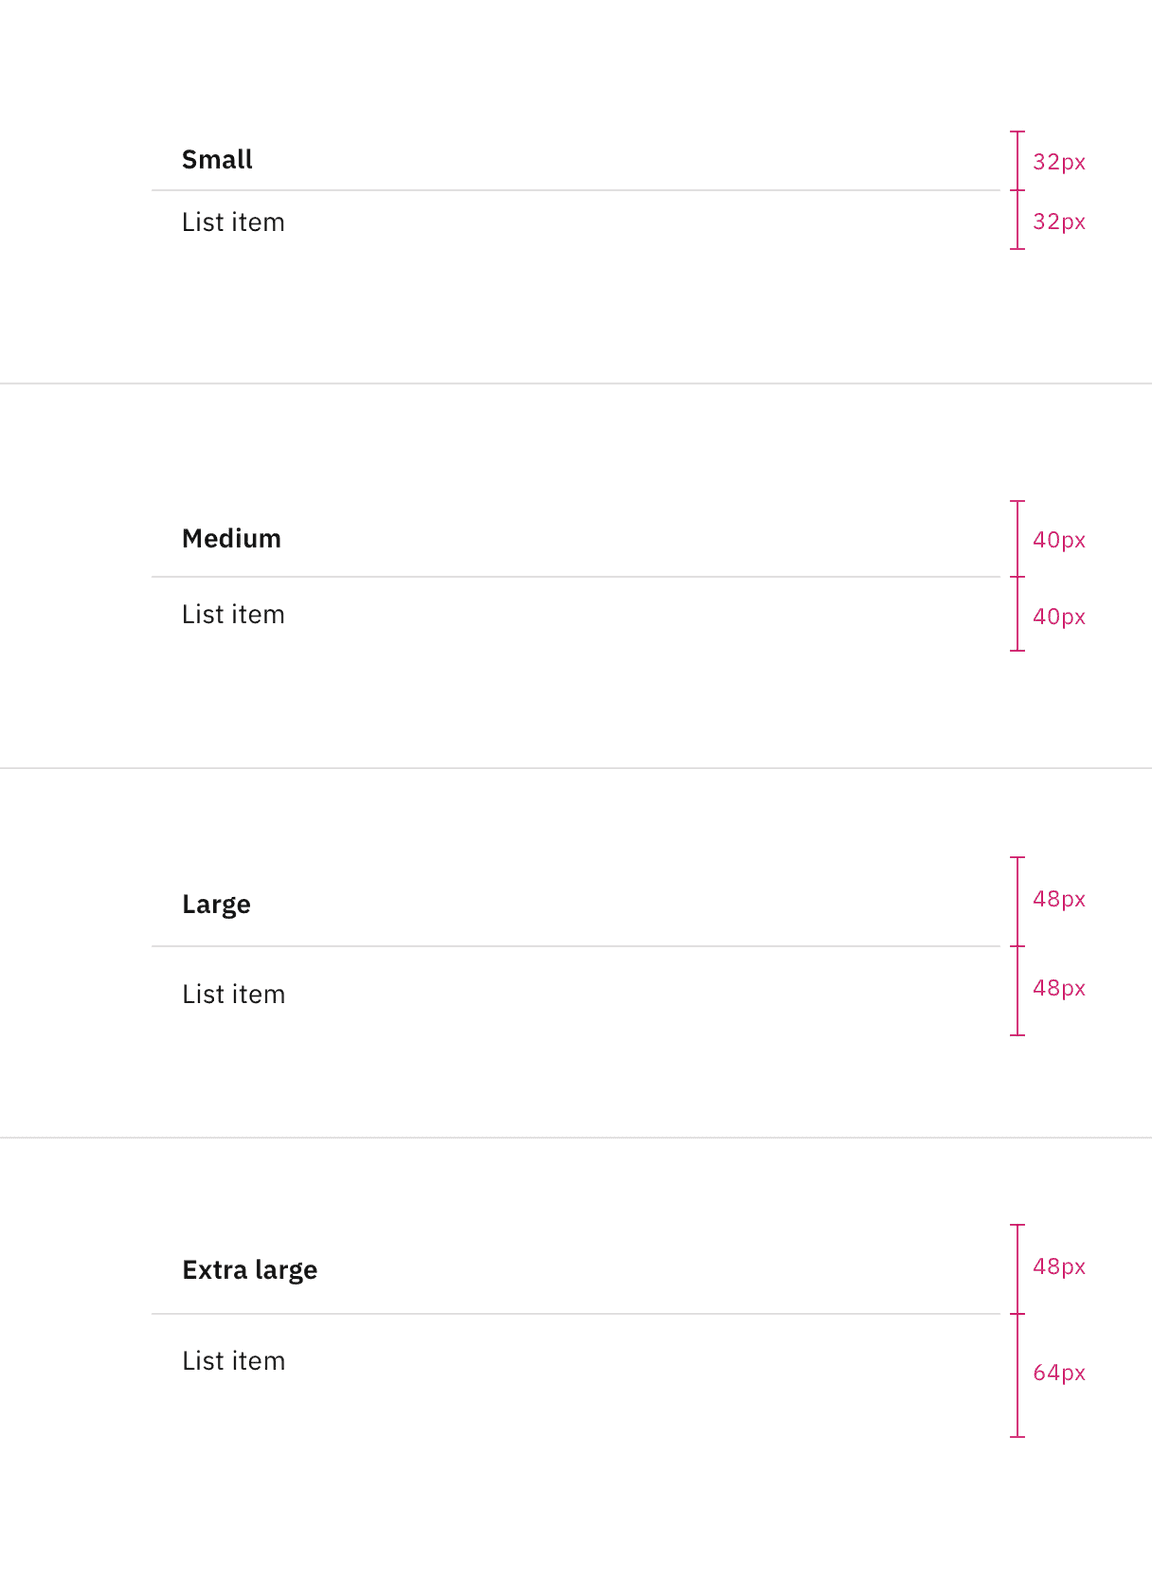 Small
32px
List item
32px
Medium
40px
List item
40px
Large
48px
List item
48px
Extra large
48px
List item
64px